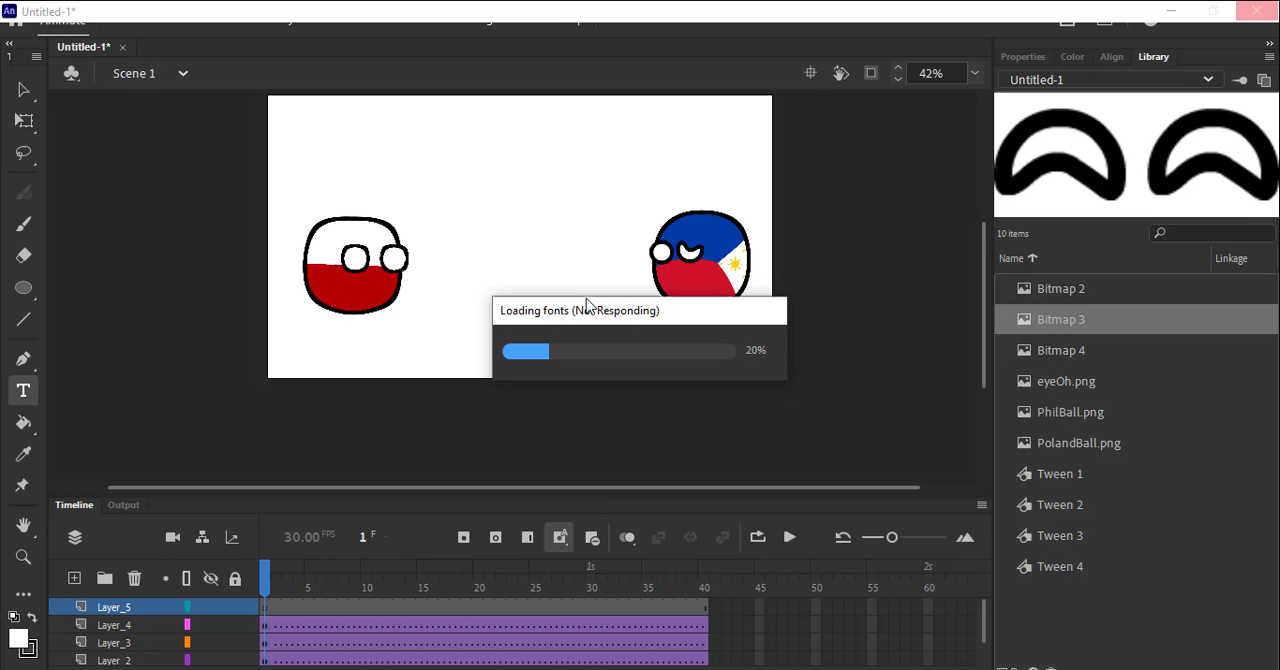 An Untitled-1*
Animate
Untitled-1* ×
Scene 1
42%
1
Properties Color Align Library
Untitled-1
10 items
Name Linkage
Bitmap 2
Bitmap 3
Bitmap 4
eyeOh.png
PhilBall.png
PolandBall.png
Tween 1
Tween 2
Tween 3
Tween 4
Loading fonts (Not Responding)
20%
T
Timeline Output
30.00 FPS 1 F
1s 2s
5 10 15 20 25 30 35 40 45 50 55 60
Layer_5
Layer_4
Layer_3
Layer_2